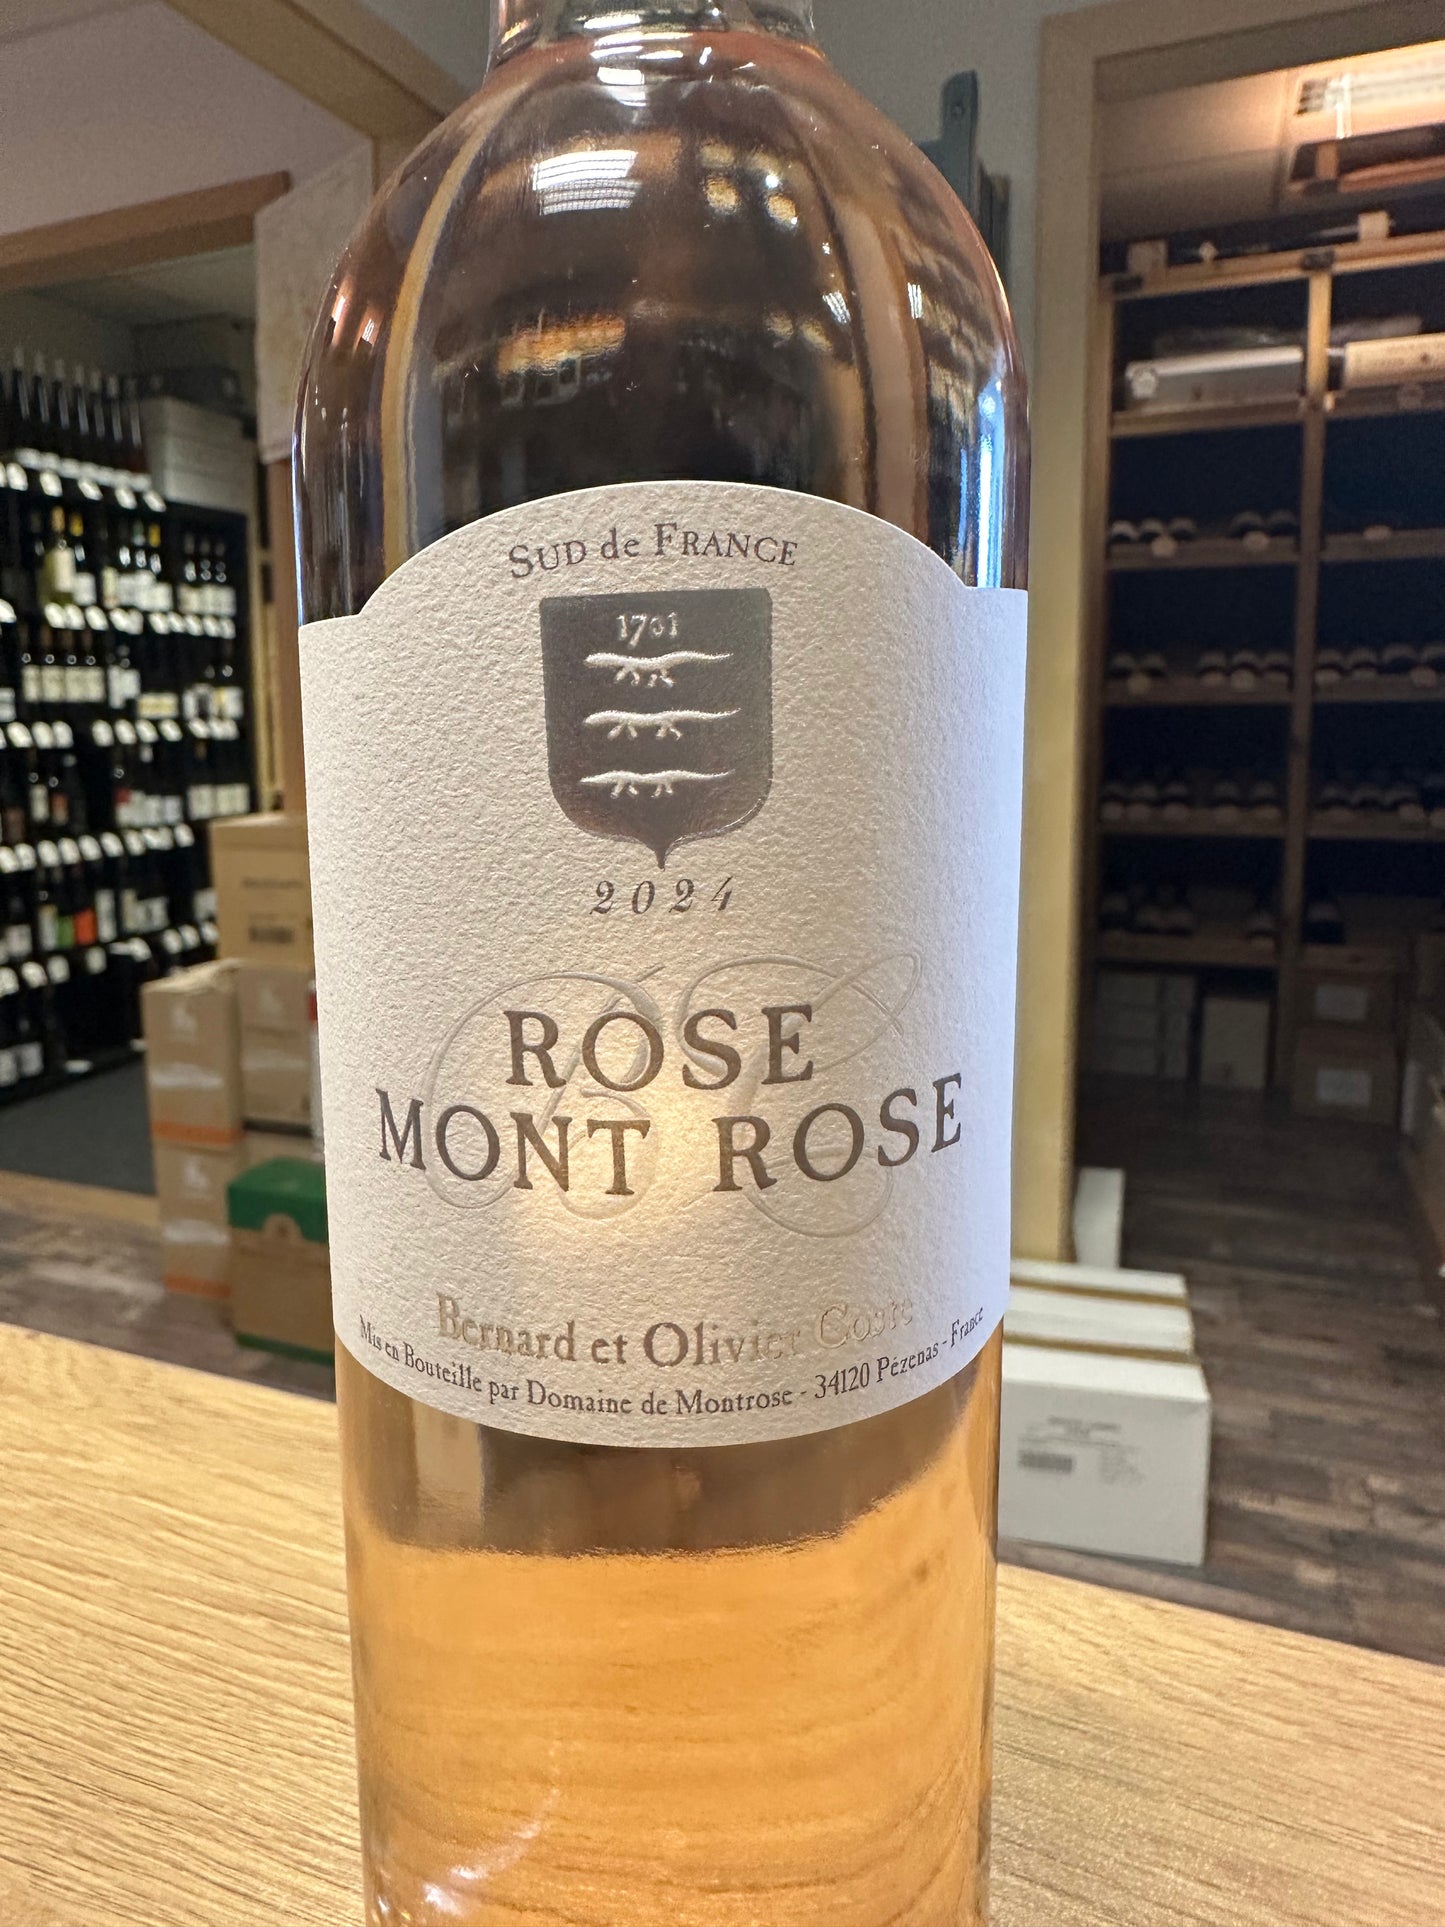 SUD de FRANCE
1701
2024
ROSE
MONT ROSE
Bernard et Olivier Coste
Mis en Bouteille par Domaine de Montrose - 34120 Pézenas - France